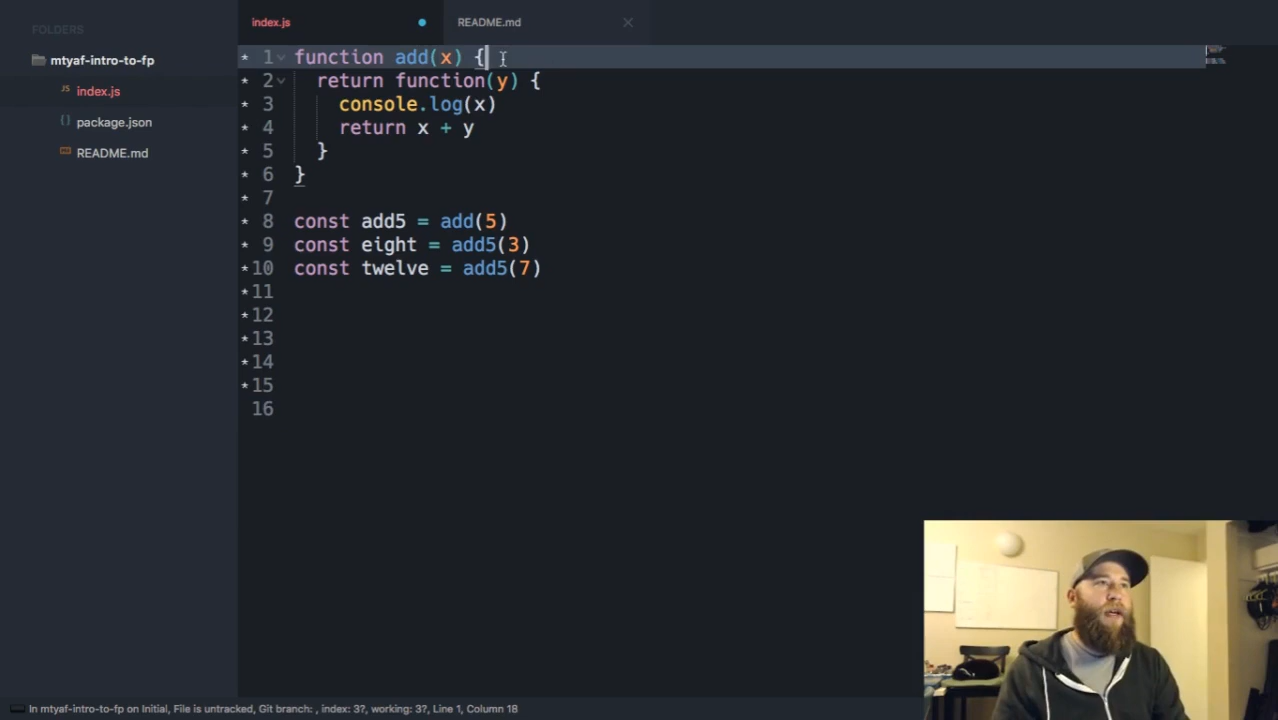 FOLDERS
mtyaf-intro-to-fp
index.js
package.json
README.md
index.js
README.md
* 1 function add(x) {
* 2   return function(y) {
* 3     console.log(x)
* 4     return x + y
* 5   }
* 6 }
* 7
* 8 const add5 = add(5)
* 9 const eight = add5(3)
* 10 const twelve = add5(7)
* 11
* 12
* 13
* 14
* 15
16
In mtyaf-intro-to-fp on Initial, File is untracked, Git branch: , index: 3?, working: 3?, Line 1, Column 18